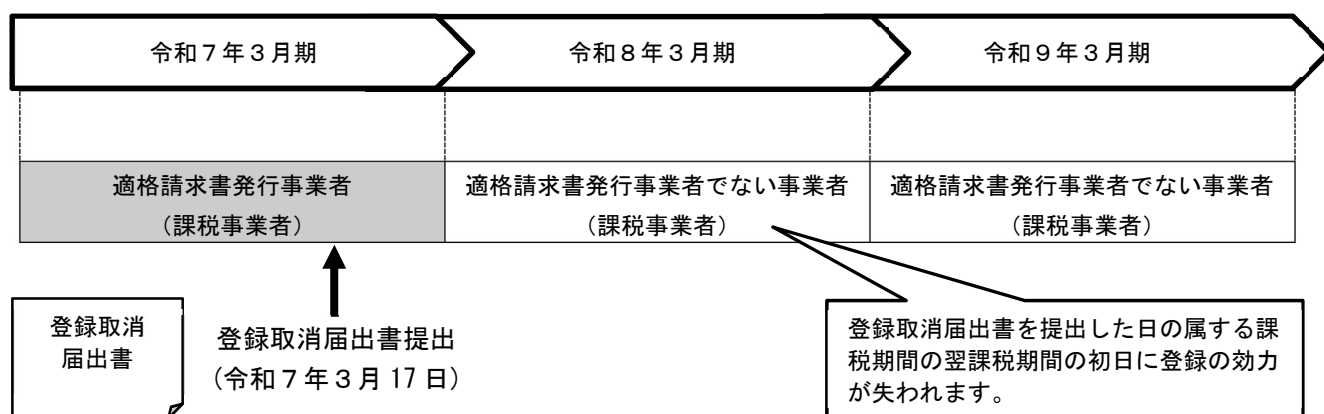 令和７年３月期
令和８年３月期
令和９年３月期
適格請求書発行事業者
（課税事業者）
適格請求書発行事業者でない事業者
（課税事業者）
適格請求書発行事業者でない事業者
（課税事業者）
登録取消
届出書
登録取消届出書提出
（令和７年３月17日）
登録取消届出書を提出した日の属する課
税期間の翌課税期間の初日に登録の効力
が失われます。